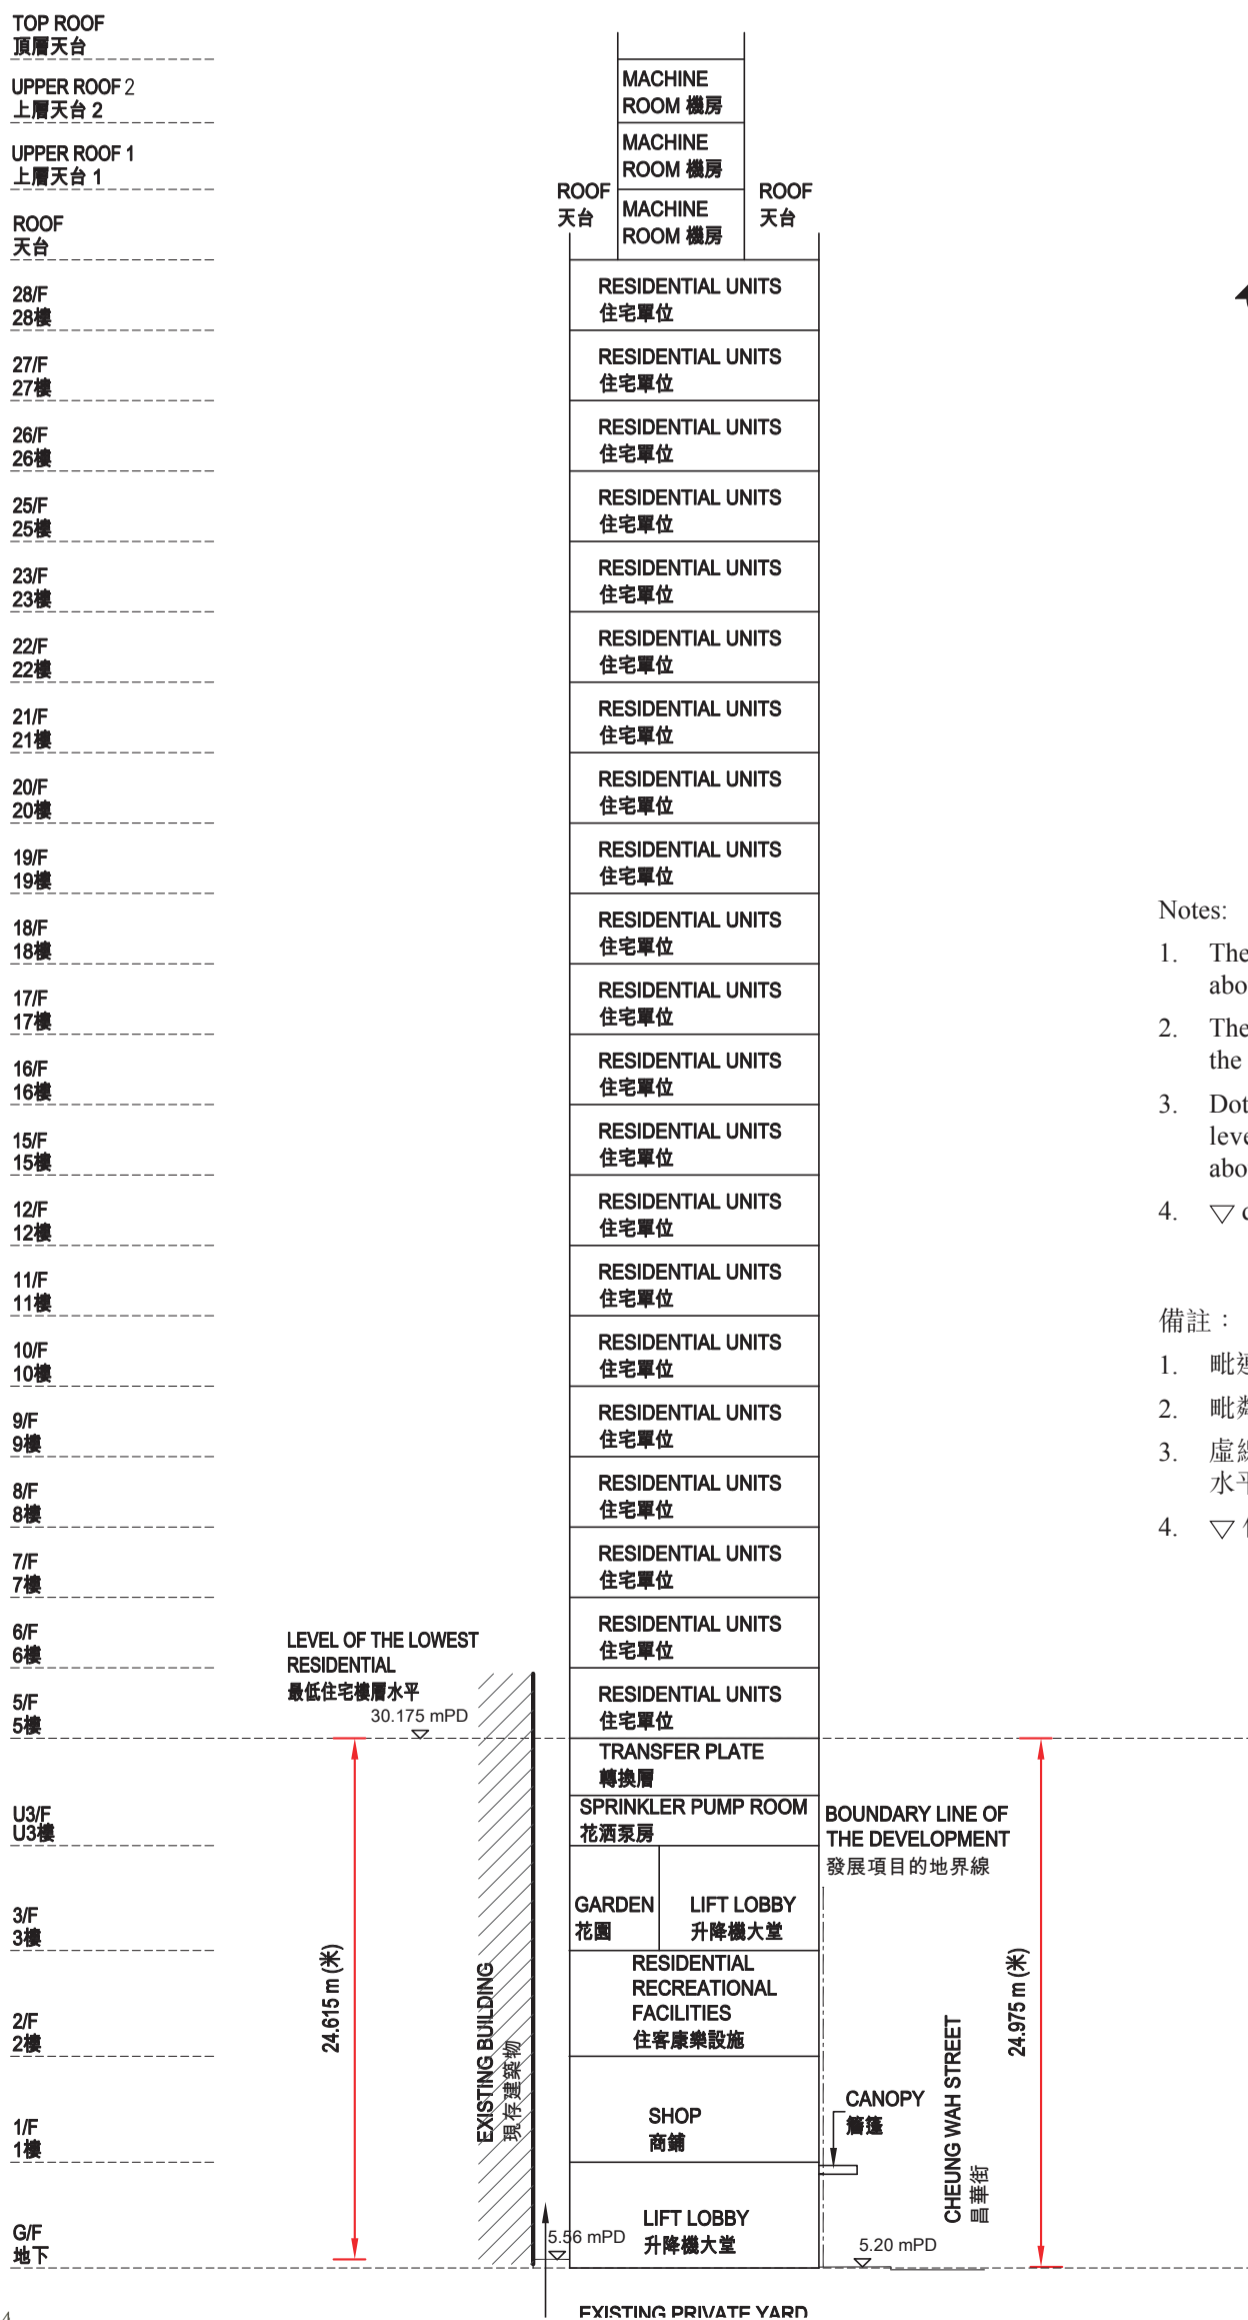 TOP ROOF
頂層天台
UPPER ROOF 2
上層天台 2
UPPER ROOF 1
上層天台 1
ROOF
天台
28/F
28樓
27/F
27樓
26/F
26樓
25/F
25樓
23/F
23樓
22/F
22樓
21/F
21樓
20/F
20樓
19/F
19樓
18/F
18樓
17/F
17樓
16/F
16樓
15/F
15樓
12/F
12樓
11/F
11樓
10/F
10樓
9/F
9樓
8/F
8樓
7/F
7樓
6/F
6樓
5/F
5樓
U3/F
U3樓
3/F
3樓
2/F
2樓
1/F
1樓
G/F
地下
LEVEL OF THE LOWEST
RESIDENTIAL
最低住宅樓層水平
30.175 mPD
24.615 m (米)
EXISTING BUILDING
現存建築物
MACHINE
ROOM 機房
MACHINE
ROOM 機房
ROOF
天台
MACHINE
ROOM 機房
ROOF
天台
RESIDENTIAL UNITS
住宅單位
RESIDENTIAL UNITS
住宅單位
RESIDENTIAL UNITS
住宅單位
RESIDENTIAL UNITS
住宅單位
RESIDENTIAL UNITS
住宅單位
RESIDENTIAL UNITS
住宅單位
RESIDENTIAL UNITS
住宅單位
RESIDENTIAL UNITS
住宅單位
RESIDENTIAL UNITS
住宅單位
RESIDENTIAL UNITS
住宅單位
RESIDENTIAL UNITS
住宅單位
RESIDENTIAL UNITS
住宅單位
RESIDENTIAL UNITS
住宅單位
RESIDENTIAL UNITS
住宅單位
RESIDENTIAL UNITS
住宅單位
RESIDENTIAL UNITS
住宅單位
RESIDENTIAL UNITS
住宅單位
RESIDENTIAL UNITS
住宅單位
RESIDENTIAL UNITS
住宅單位
RESIDENTIAL UNITS
住宅單位
RESIDENTIAL UNITS
住宅單位
TRANSFER PLATE
轉換層
SPRINKLER PUMP ROOM
花洒泵房
GARDEN
花園
LIFT LOBBY
升降機大堂
RESIDENTIAL
RECREATIONAL
FACILITIES
住客康樂設施
SHOP
商鋪
LIFT LOBBY
升降機大堂
5.56 mPD
EXISTING PRIVATE YARD
BOUNDARY LINE OF
THE DEVELOPMENT
發展項目的地界線
CANOPY
簷篷
CHEUNG WAH STREET
昌華街
5.20 mPD
24.975 m (米)
Notes:
1. The
abo
2. The
the
3. Dot
leve
abo
4. ▽
備註：
1. 毗
2. 毗
3. 虛
水
4. ▽